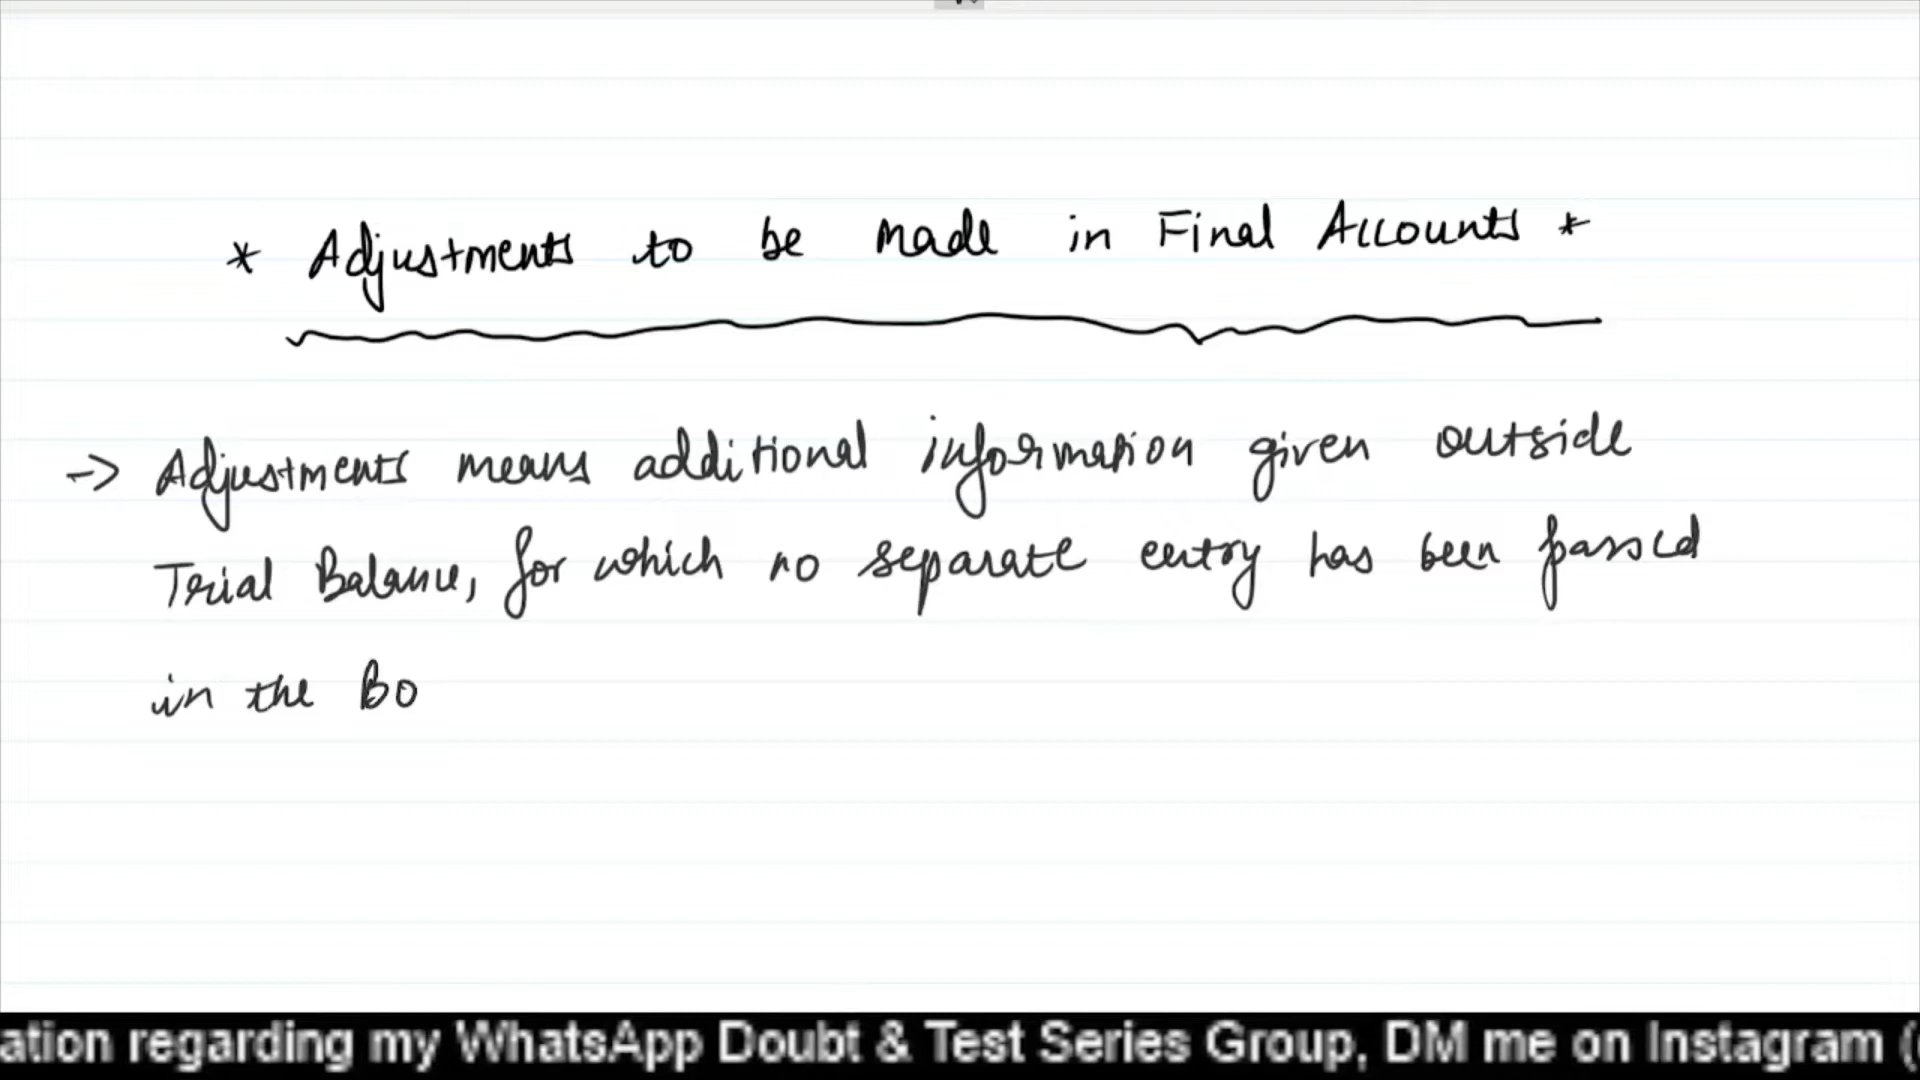 * Adjustments to be made in Final Accounts *
-> Adjustments means additional information given outside
Trial Balance, for which no separate entry has been passed
in the Bo
ation regarding my WhatsApp Doubt & Test Series Group, DM me on Instagram (